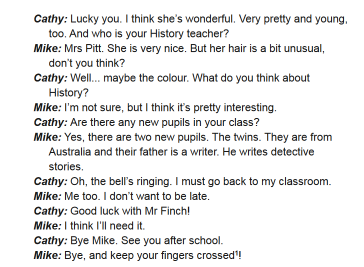 Cathy: Lucky you. I think she's wonderful. Very pretty and young,
too. And who is your History teacher?
Mike: Mrs Pitt. She is very nice. But her hair is a bit unusual,
don't you think?
Cathy: Well... maybe the colour. What do you think about
History?
Mike: I'm not sure, but I think it's pretty interesting.
Cathy: Are there any new pupils in your class?
Mike: Yes, there are two new pupils. The twins. They are from
Australia and their father is a writer. He writes detective
stories.
Cathy: Oh, the bell's ringing. I must go back to my classroom.
Mike: Me too. I don't want to be late.
Cathy: Good luck with Mr Finch!
Mike: I think I'll need it.
Cathy: Bye Mike. See you after school.
Mike: Bye, and keep your fingers crossed¹!